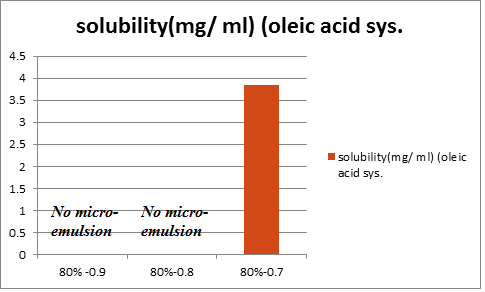 solubility(mg/ ml) (oleic acid sys.
4.5
4
3.5
3
2.5
2
1.5
1
0.5
0
No micro-
emulsion
No micro-
emulsion
80% -0.9
80%-0.8
80%-0.7
solubility(mg/ ml) (oleic
acid sys.